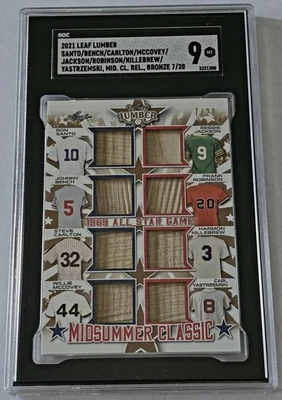 SGC
2021 LEAF LUMBER
SANTO/BENCH/CARLTON/MCCOVEY/
JACKSON/ROBINSON/KILLEBREW/
YASTRZEMSKI, MID. CL. REL., BRONZE 7/20
9
LUMBER
7/20
RON SANTO
10
REGGIE JACKSON
9
JOHNNY BENCH
5
FRANK ROBINSON
20
1969 ALL STAR GAME
STEVE CARLTON
32
HARMON KILLEBREW
3
WILLIE MCCOVEY
44
CARL YASTRZEMSKI
8
MIDSUMMER CLASSIC